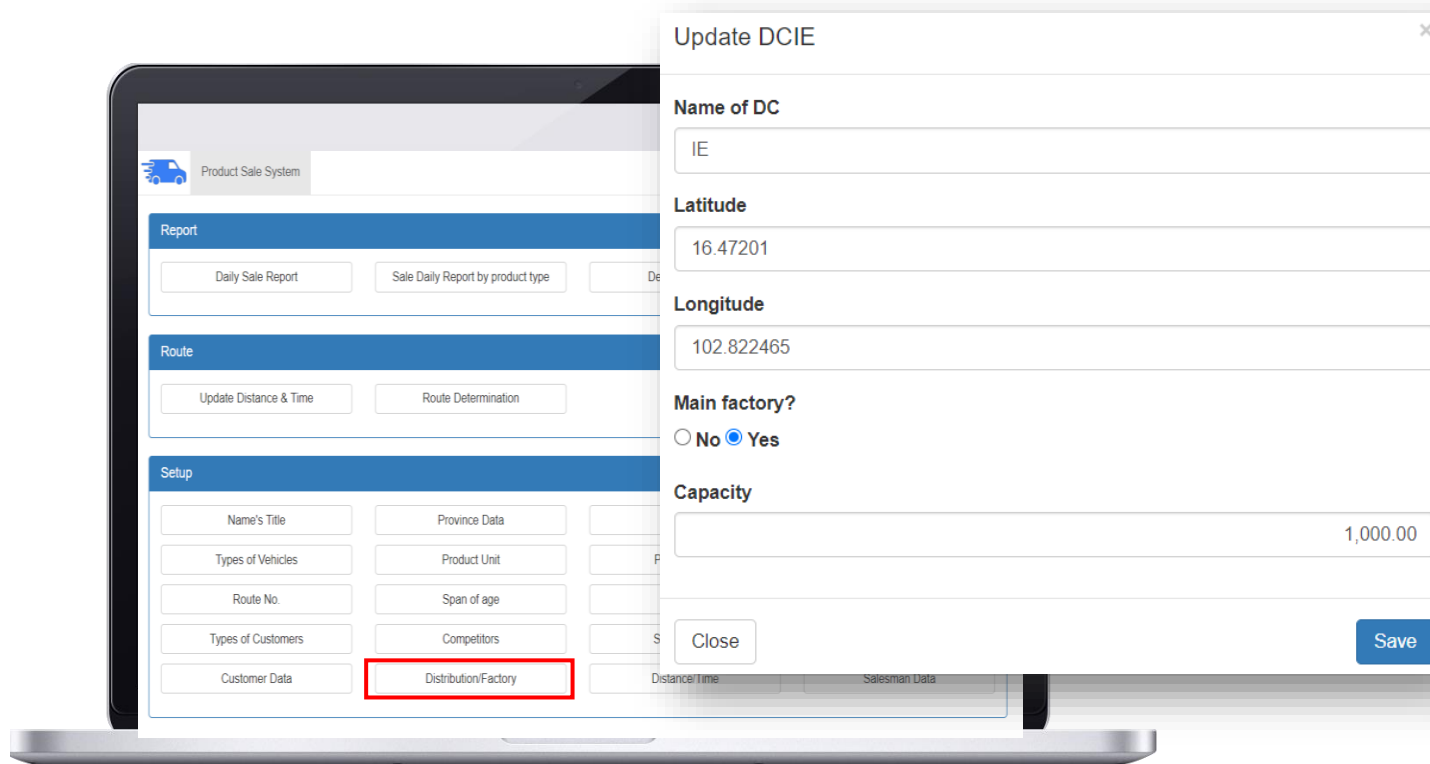 Update DCIE
×
Name of DC
IE
Latitude
16.47201
Longitude
102.822465
Main factory?
No Yes
Capacity
1,000.00
Close Save
Product Sale System
Report
Daily Sale Report Sale Daily Report by product type
Route
Update Distance & Time Route Determination
Setup
Name's Title Province Data
Types of Vehicles Product Unit P
Route No. Span of age
Types of Customers Competitors S
Customer Data Distribution/Factory Distance/Time Salesman Data